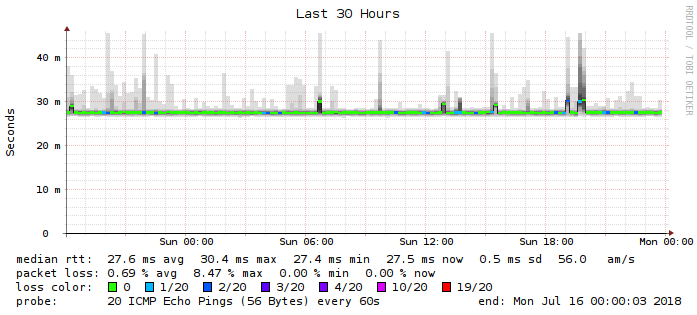 Last 30 Hours
RRDTOOL / TOBI OETIKER
Seconds
40 m
30 m
20 m
10 m
0
Sun 00:00 Sun 06:00 Sun 12:00 Sun 18:00 Mon 00:00
median rtt: 27.6 ms avg 30.4 ms max 27.4 ms min 27.5 ms now 0.5 ms sd 56.0 am/s
packet loss: 0.69 % avg 8.47 % max 0.00 % min 0.00 % now
loss color: 0 1/20 2/20 3/20 4/20 10/20 19/20
probe: 20 ICMP Echo Pings (56 Bytes) every 60s end: Mon Jul 16 00:00:03 2018